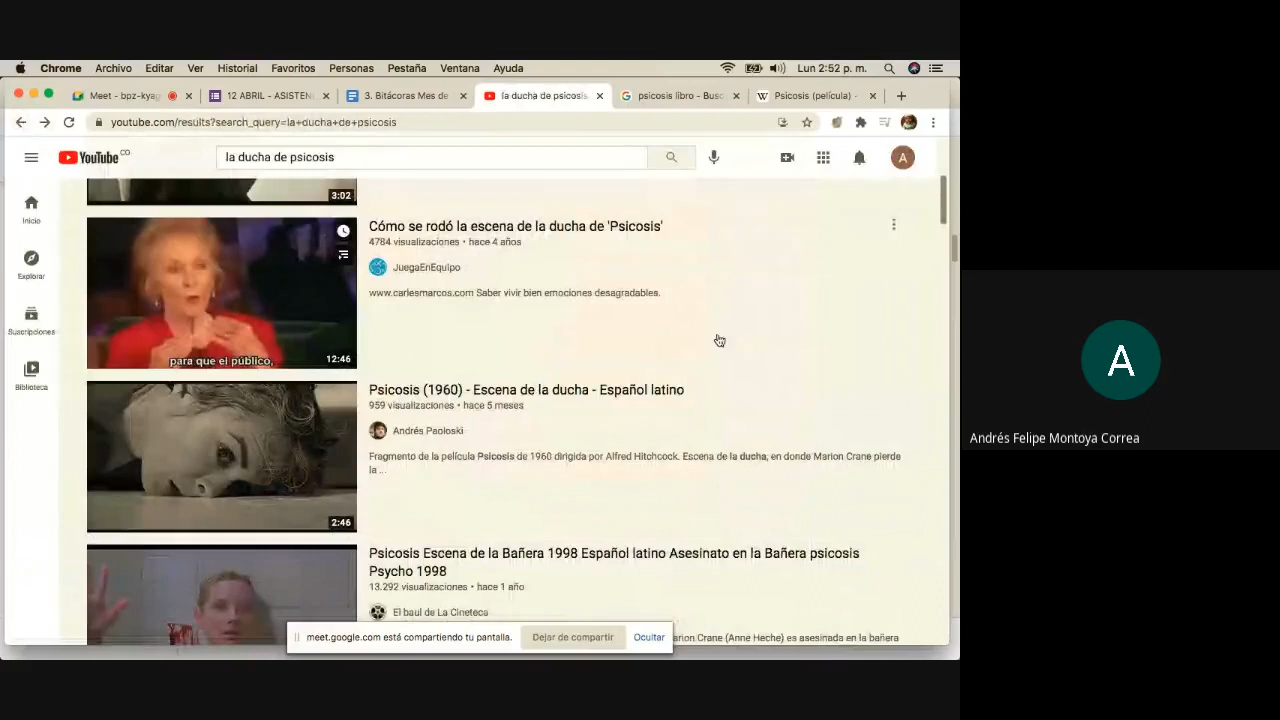 Chrome Archivo Editar Ver Historial Favoritos Personas Pestaña Ventana Ayuda Lun 2:52 p. m.
Meet - bpz-kyag 12 ABRIL - ASISTEN 3. Bitácoras Mes de la ducha de psicosis psicosis libro - Busc Psicosis (película) -
youtube.com/results?search_query=la+ducha+de+psicosis
YouTube CO la ducha de psicosis A
3:02
Inicio
Explorar
Suscripciones
Biblioteca
para que el público,
12:46
Cómo se rodó la escena de la ducha de 'Psicosis'
4784 visualizaciones • hace 4 años
JuegaEnEquipo
www.carlesmarcos.com Saber vivir bien emociones desagradables.
2:46
Psicosis (1960) - Escena de la ducha - Español latino
959 visualizaciones • hace 5 meses
Andrés Paoloski
Fragmento de la película Psicosis de 1960 dirigida por Alfred Hitchcock. Escena de la ducha, en donde Marion Crane pierde
la ...
Psicosis Escena de la Bañera 1998 Español latino Asesinato en la Bañera psicosis
Psycho 1998
13.292 visualizaciones • hace 1 año
El baul de La Cineteca
arion Crane (Anne Heche) es asesinada en la bañera
meet.google.com está compartiendo tu pantalla. Dejar de compartir Ocultar
A
Andrés Felipe Montoya Correa